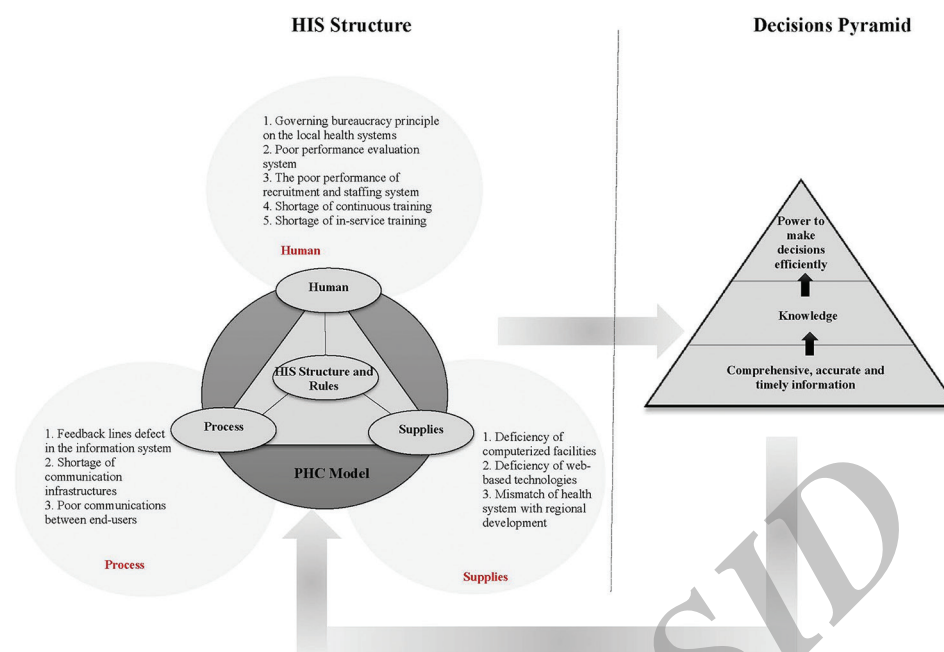 HIS Structure
Decisions Pyramid
1. Governing bureaucracy principle
on the local health systems
2. Poor performance evaluation
system
3. The poor performance of
recruitment and staffing system
4. Shortage of continuous training
5. Shortage of in-service training
Human
Human
HIS Structure and
Rules
Process
Supplies
PHC Model
1. Feedback lines defect
in the information system
2. Shortage of
communication
infrastructures
3. Poor communications
between end-users
Process
1. Deficiency of
computerized facilities
2. Deficiency of web-
based technologies
3. Mismatch of health
system with regional
development
Supplies
Power to
make
decisions
efficiently
Knowledge
Comprehensive, accurate and
timely information
SID